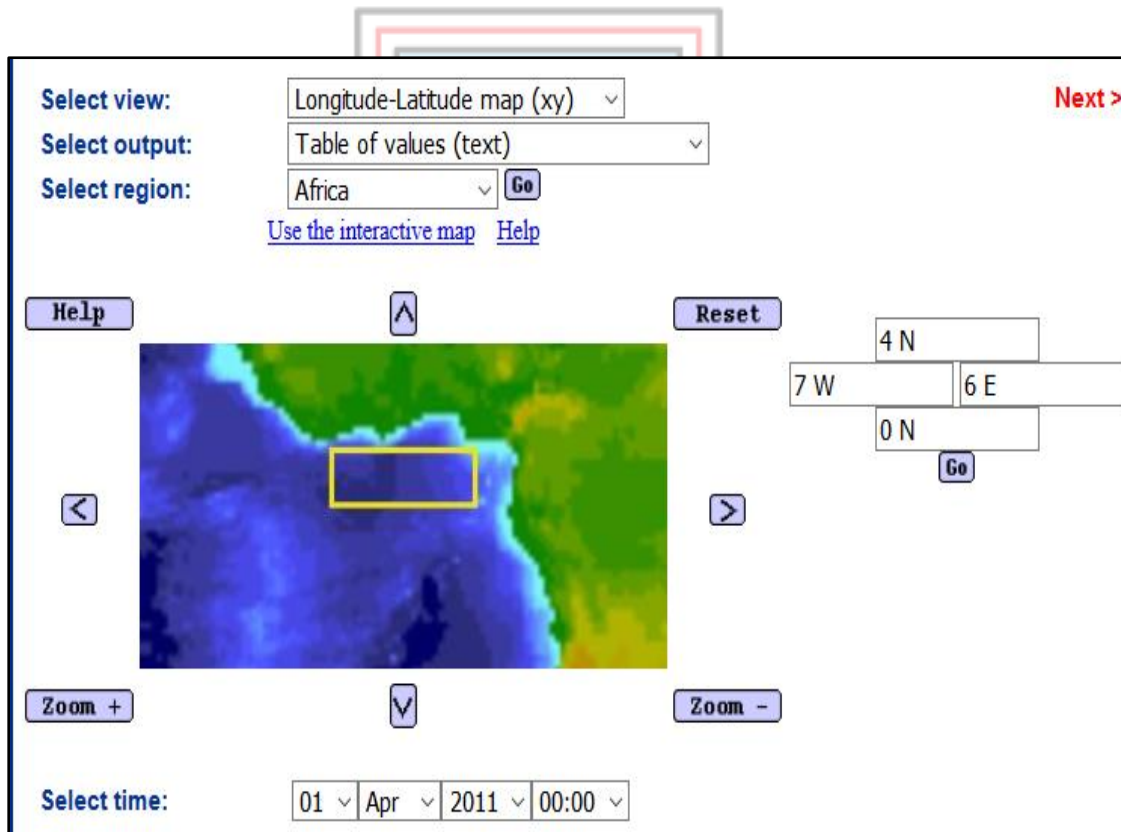 Select view: Longitude-Latitude map (xy) Next >
Select output: Table of values (text)
Select region: Africa Go
Use the interactive map Help
Help ᐱ Reset
4 N
7 W 6 E
0 N
Go
< >
Zoom + ᐯ Zoom -
Select time: 01 Apr 2011 00:00